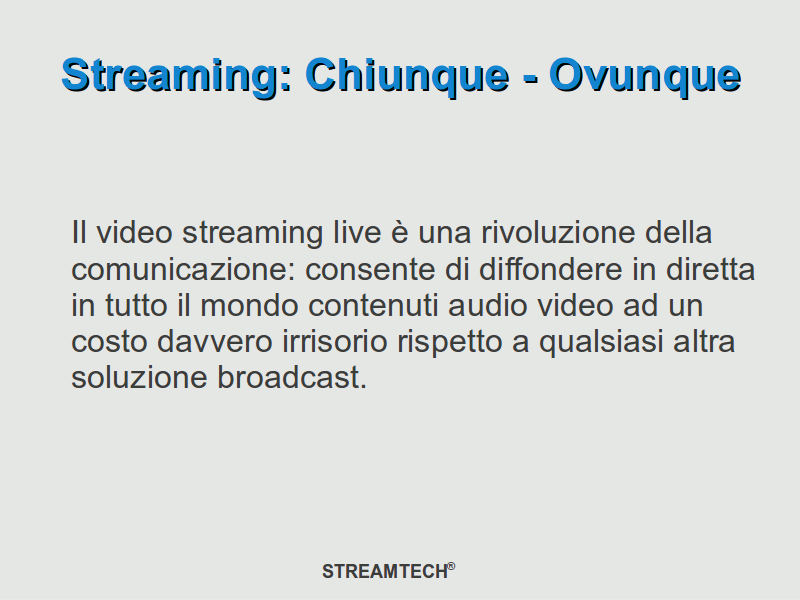 Streaming: Chiunque - Ovunque
Il video streaming live è una rivoluzione della
comunicazione: consente di diffondere in diretta
in tutto il mondo contenuti audio video ad un
costo davvero irrisorio rispetto a qualsiasi altra
soluzione broadcast.
STREAMTECH®